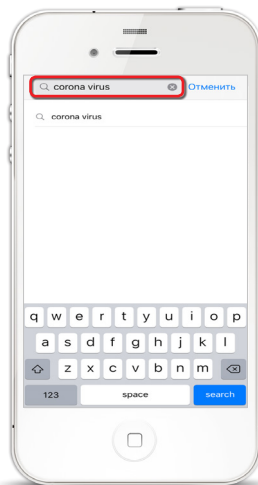 corona virus Отменить
corona virus
q w e r t y u i o p
a s d f g h j k l
z x c v b n m
123 space search